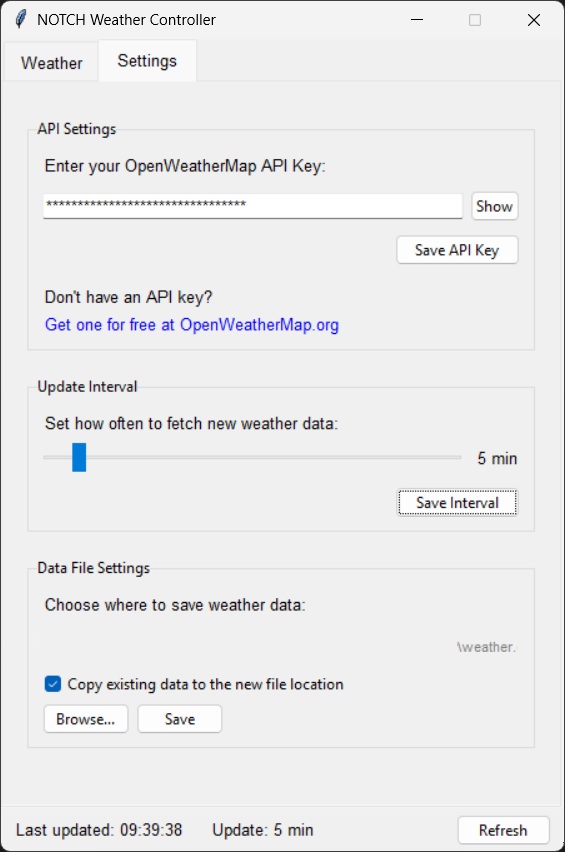 NOTCH Weather Controller
Weather Settings
API Settings
Enter your OpenWeatherMap API Key:
******************************** Show
Save API Key
Don't have an API key?
Get one for free at OpenWeatherMap.org
Update Interval
Set how often to fetch new weather data:
5 min
Save Interval
Data File Settings
Choose where to save weather data:
\weather.
Copy existing data to the new file location
Browse... Save
Last updated: 09:39:38 Update: 5 min Refresh